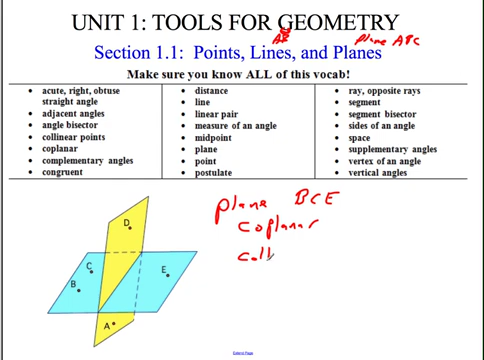 UNIT 1: TOOLS FOR GEOMETRY
AB
plane ABC
Section 1.1: Points, Lines, and Planes
Make sure you know ALL of this vocab!
• acute, right, obtuse
straight angle
• adjacent angles
• angle bisector
• collinear points
• coplanar
• complementary angles
• congruent
• distance
• line
• linear pair
• measure of an angle
• midpoint
• plane
• point
• postulate
• ray, opposite rays
• segment
• segment bisector
• sides of an angle
• space
• supplementary angles
• vertex of an angle
• vertical angles
plane BCE
coplanar
coll
D
C
B
E
A